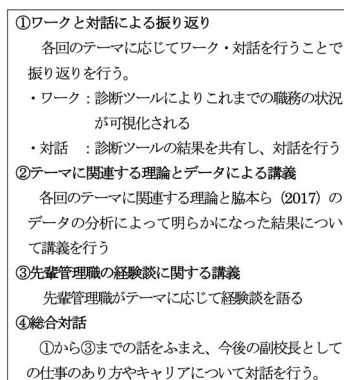 ①ワークと対話による振り返り
各回のテーマに応じてワーク・対話を行うことで
振り返りを行う。
・ワーク：診断ツールによりこれまでの職務の状況
が可視化される
・対話　：診断ツールの結果を共有し、対話を行う
②テーマに関連する理論とデータによる講義
各回のテーマに関連する理論と脇本ら（2017）の
データの分析によって明らかになった結果につい
て講義を行う
③先輩管理職の経験談に関する講義
先輩管理職がテーマに応じて経験談を語る
④総合対話
①から③までの話をふまえ、今後の副校長として
の仕事のあり方やキャリアについて対話を行う。